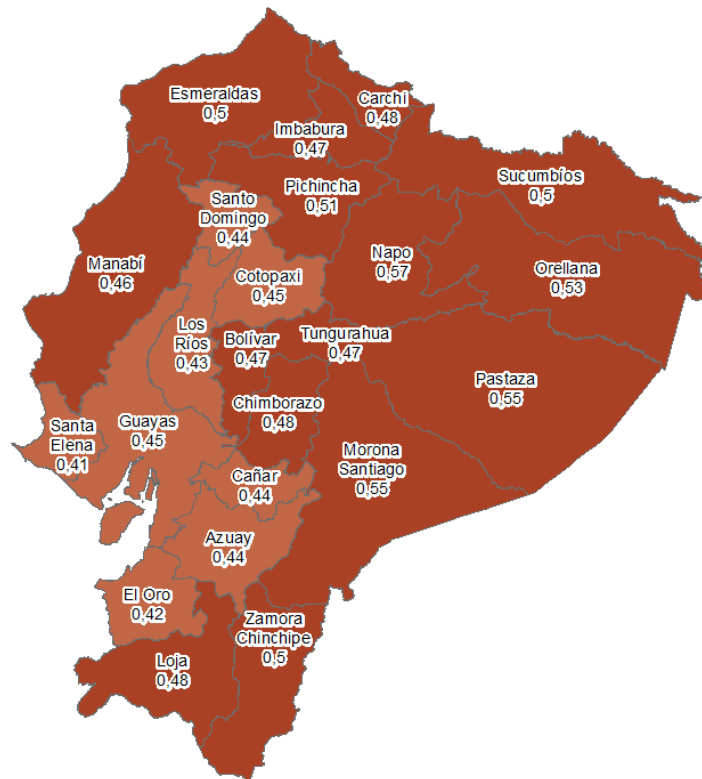 Esmeraldas
0,5
Carchi
0,48
Imbabura
0,47
Pichincha
0,51
Sucumbíos
0,5
Santo
Domingo
0,44
Napo
0,57
Orellana
0,53
Manabí
0,46
Cotopaxi
0,45
Los
Ríos
0,43
Bolívar
0,47
Tungurahua
0,47
Pastaza
0,55
Chimborazo
0,48
Santa
Elena
0,41
Guayas
0,45
Morona
Santiago
0,55
Cañar
0,44
Azuay
0,44
El Oro
0,42
Zamora
Chinchipe
0,5
Loja
0,48